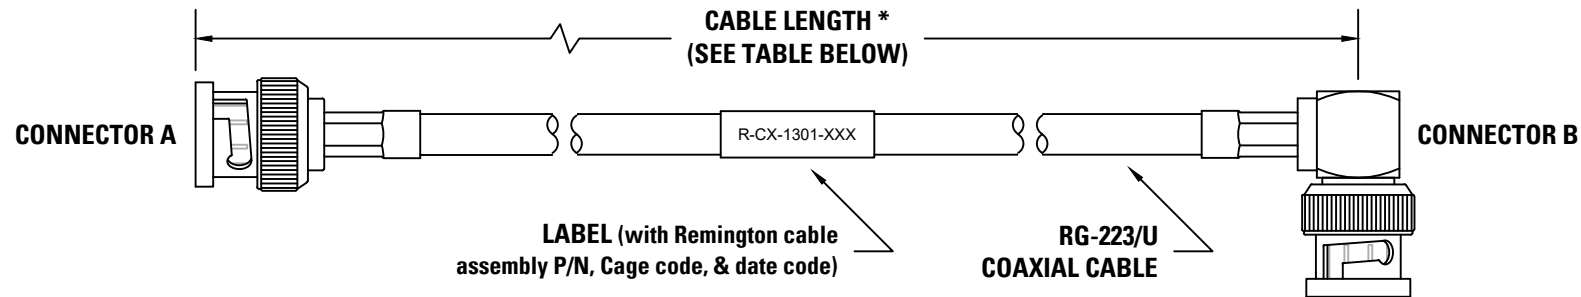 CABLE LENGTH *
(SEE TABLE BELOW)
CONNECTOR A
R-CX-1301-XXX
CONNECTOR B
LABEL (with Remington cable
assembly P/N, Cage code, & date code)
RG-223/U
COAXIAL CABLE